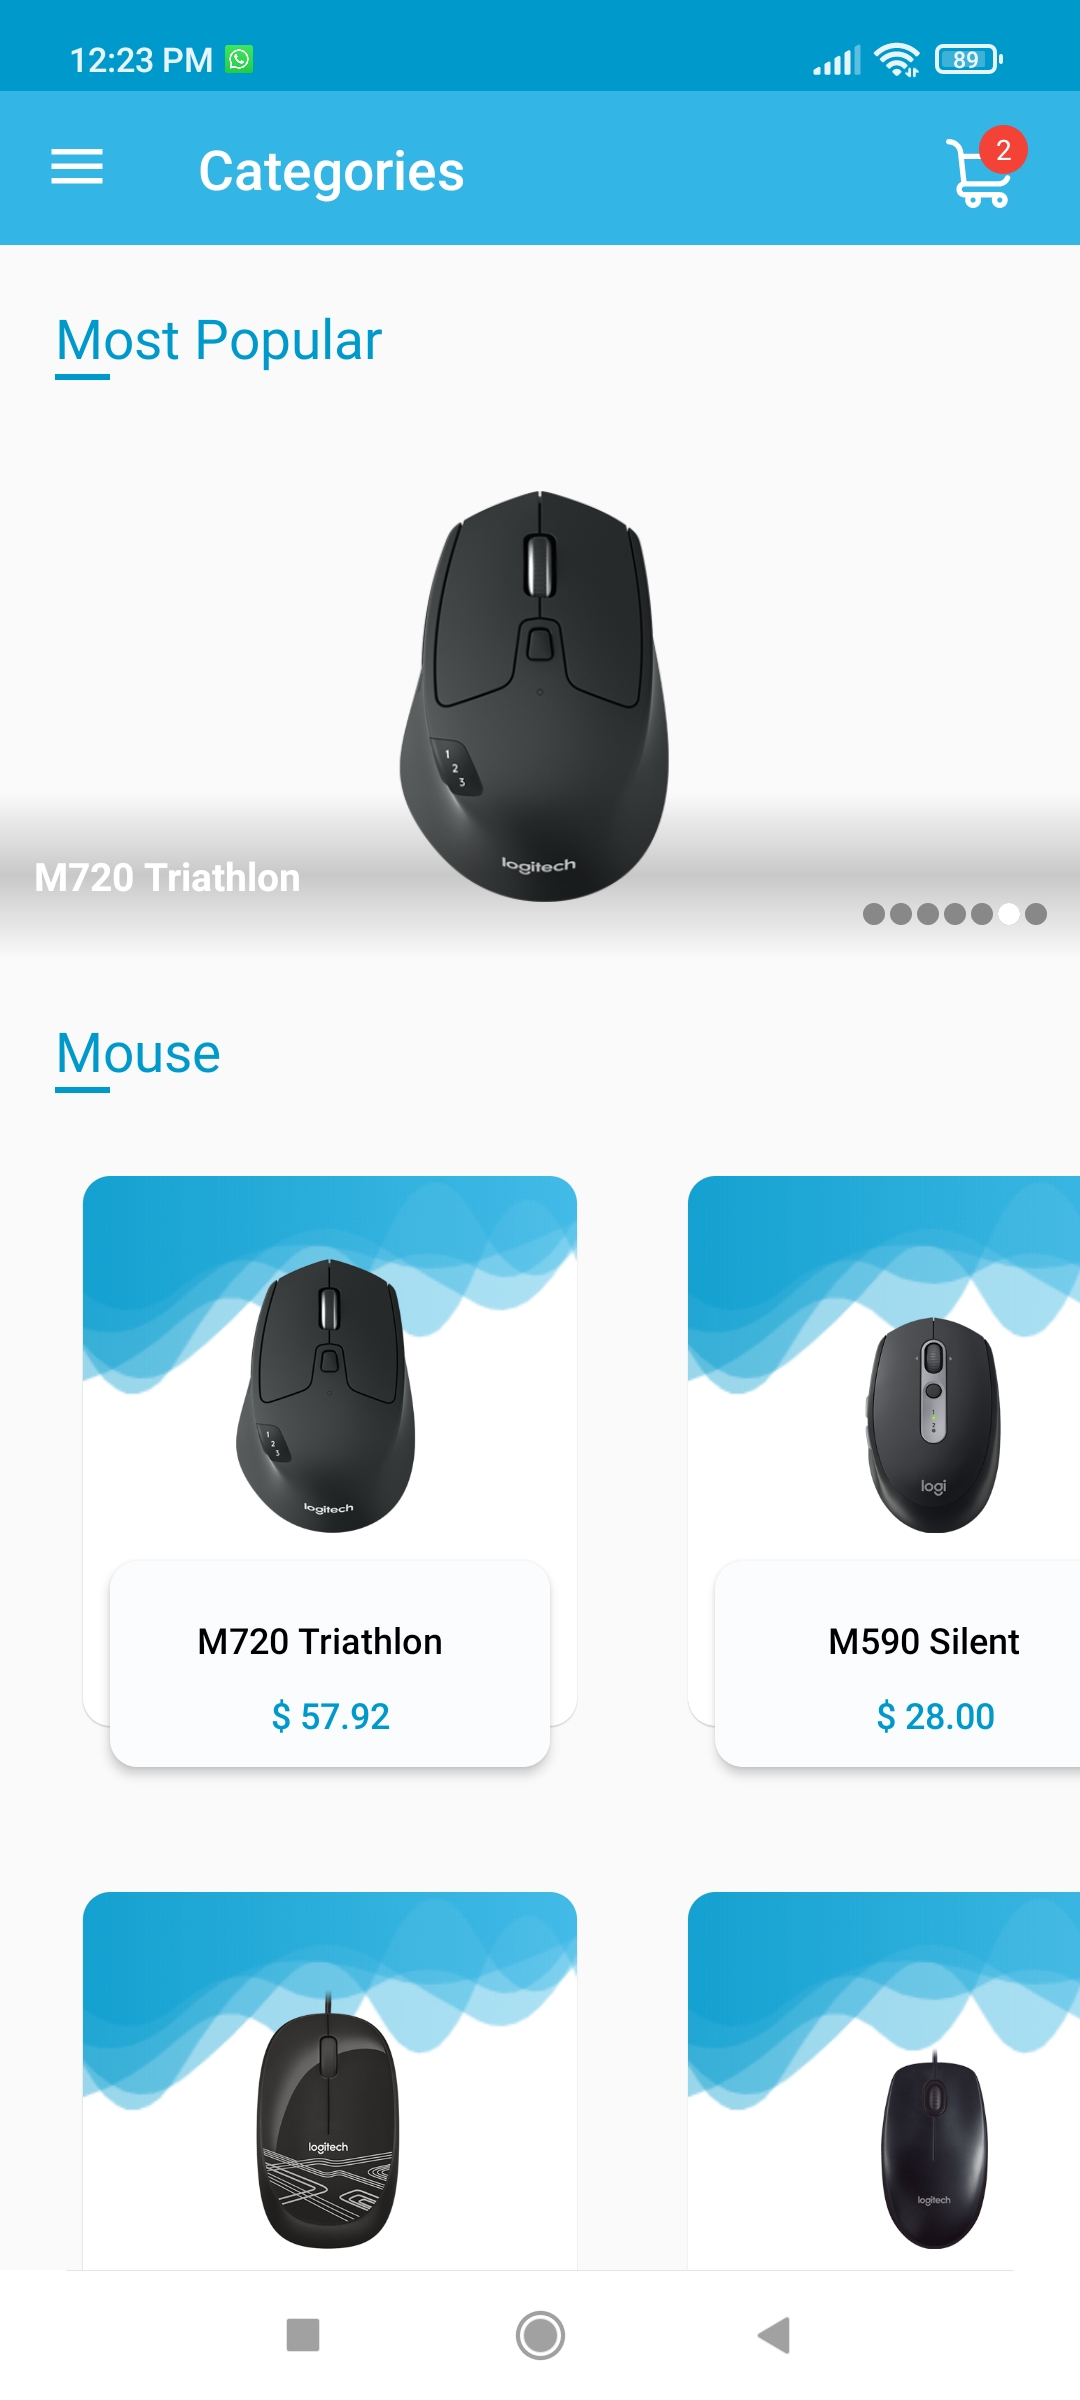 12:23 PM
89
Categories
2
Most Popular
1
2
3
logitech
M720 Triathlon
Mouse
1
2
3
logitech
logi
M720 Triathlon
M590 Silent
$ 57.92
$ 28.00
logitech
logitech